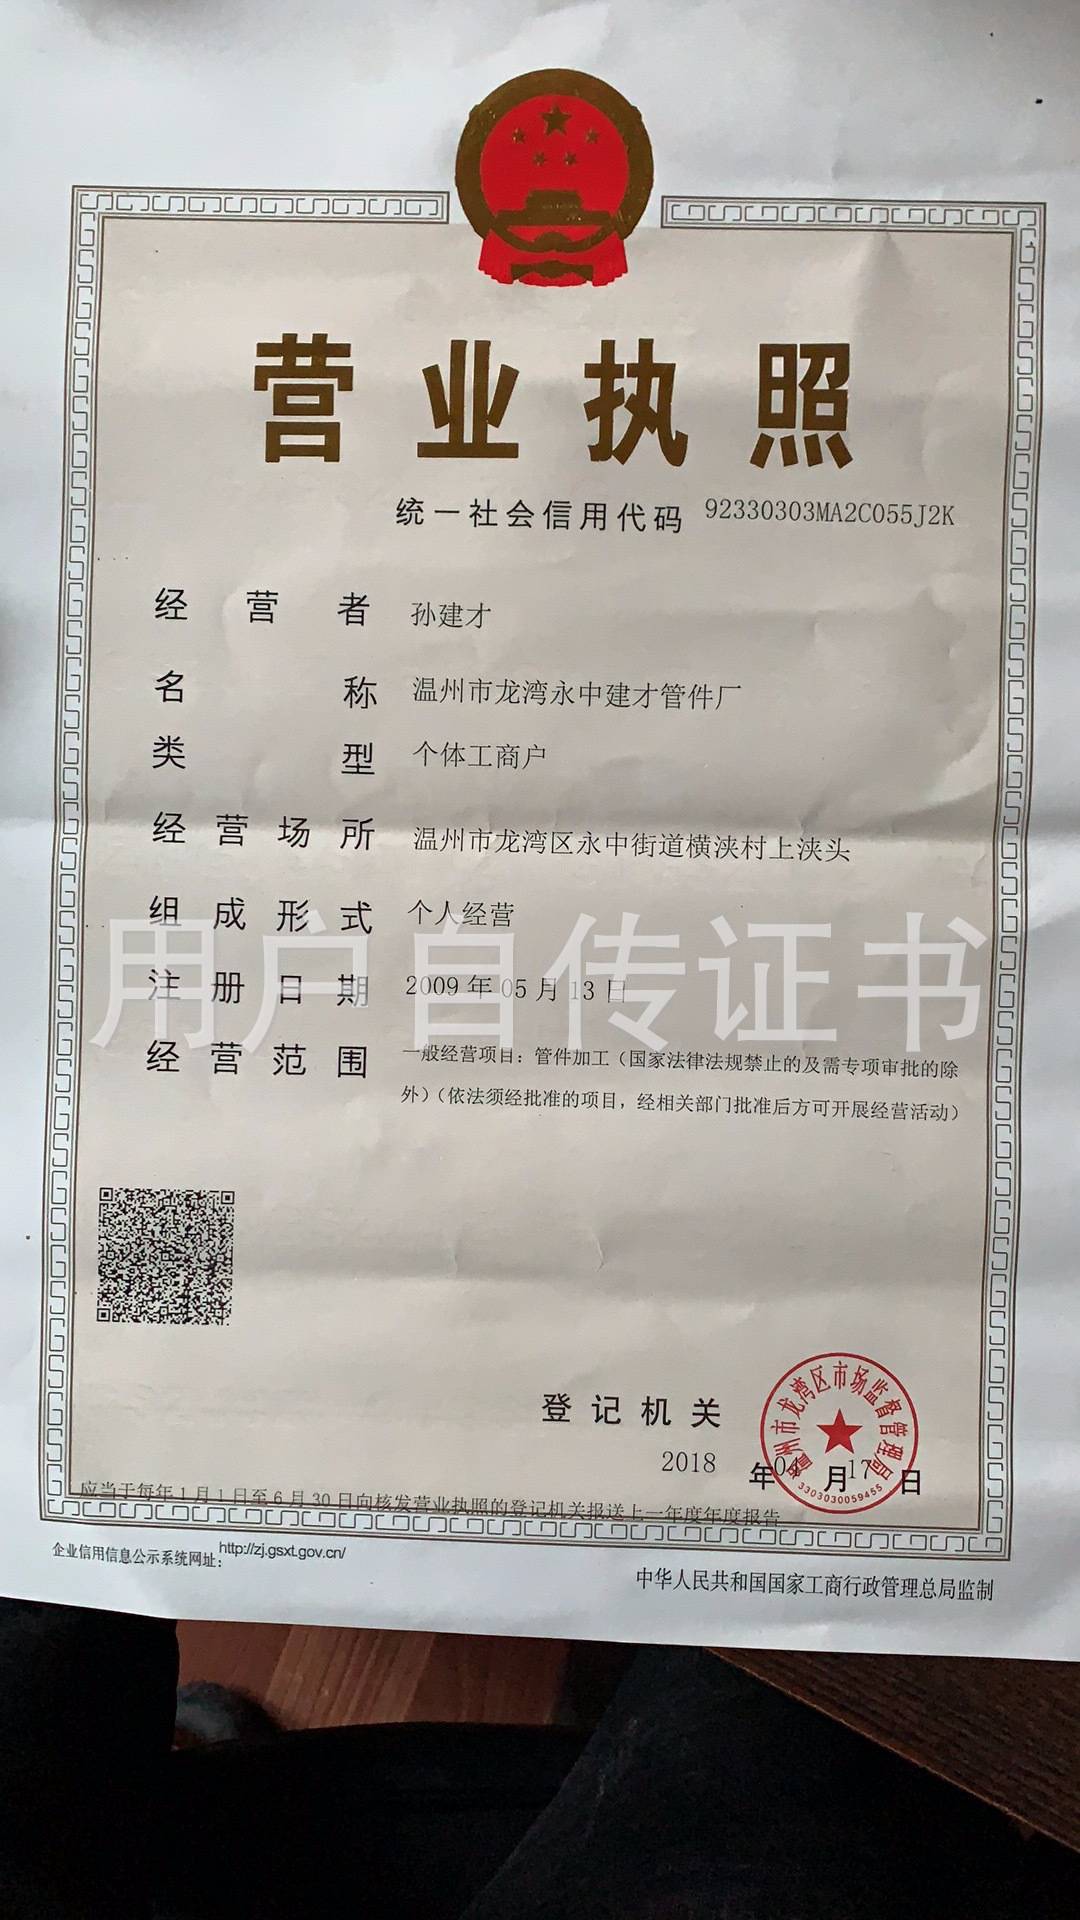 营业执照
统一社会信用代码 92330303MA2C055J2K
经营者 孙建才
名称 温州市龙湾永中建才管件厂
类型 个体工商户
经营场所 温州市龙湾区永中街道横浃村上浃头
组成形式 个人经营
用户自传证书
注册日期 2009年05月13日
经营范围 一般经营项目：管件加工（国家法律法规禁止的及需专项审批的除
外）（依法须经批准的项目，经相关部门批准后方可开展经营活动）
登记机关
温州市龙湾区市场监督管理局
3303030059455
2018年04月17日
应当于每年1月1日至6月30日向核发营业执照的登记机关报送上一年度年度报告
企业信用信息公示系统网址：http://zj.gsxt.gov.cn/
中华人民共和国国家工商行政管理总局监制